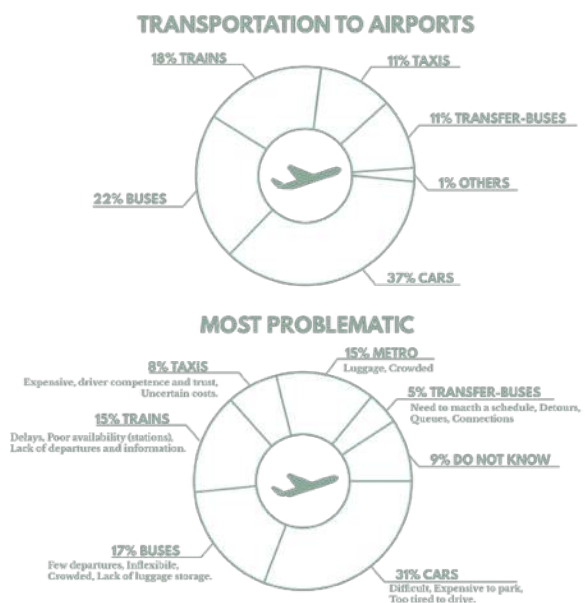 TRANSPORTATION TO AIRPORTS
18% TRAINS
11% TAXIS
11% TRANSFER-BUSES
1% OTHERS
22% BUSES
37% CARS
MOST PROBLEMATIC
15% METRO
Luggage, Crowded
8% TAXIS
Expensive, driver competence and trust,
Uncertain costs.
5% TRANSFER-BUSES
Need to marth a schedule, Detours,
Queues, Connections
15% TRAINS
Delays, Poor availability (stations),
Lack of departures and information.
9% DO NOT KNOW
17% BUSES
Few departures, Inflexibile,
Crowded, Lack of luggage storage.
31% CARS
Difficult, Expensive to park,
Too tired to drive.